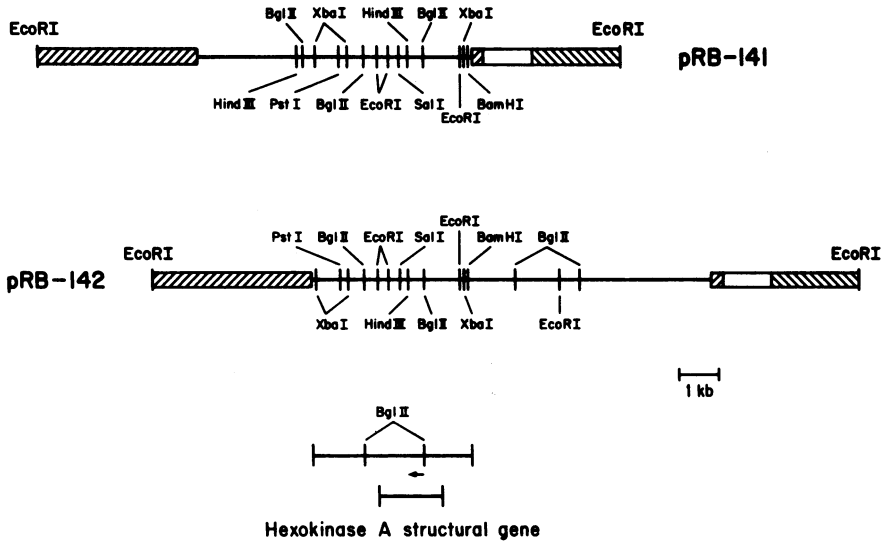 BglII XbaI HindIII BglII XbaI
EcoRI EcoRI
pRB-141
HindIII PstI BglII EcoRI SalI BamHI
EcoRI
EcoRI
PstI BglII EcoRI SalI BamHI BglII
EcoRI EcoRI
pRB-142
XbaI HindIII BglII XbaI EcoRI
1 kb
BglII
Hexokinase A structural gene